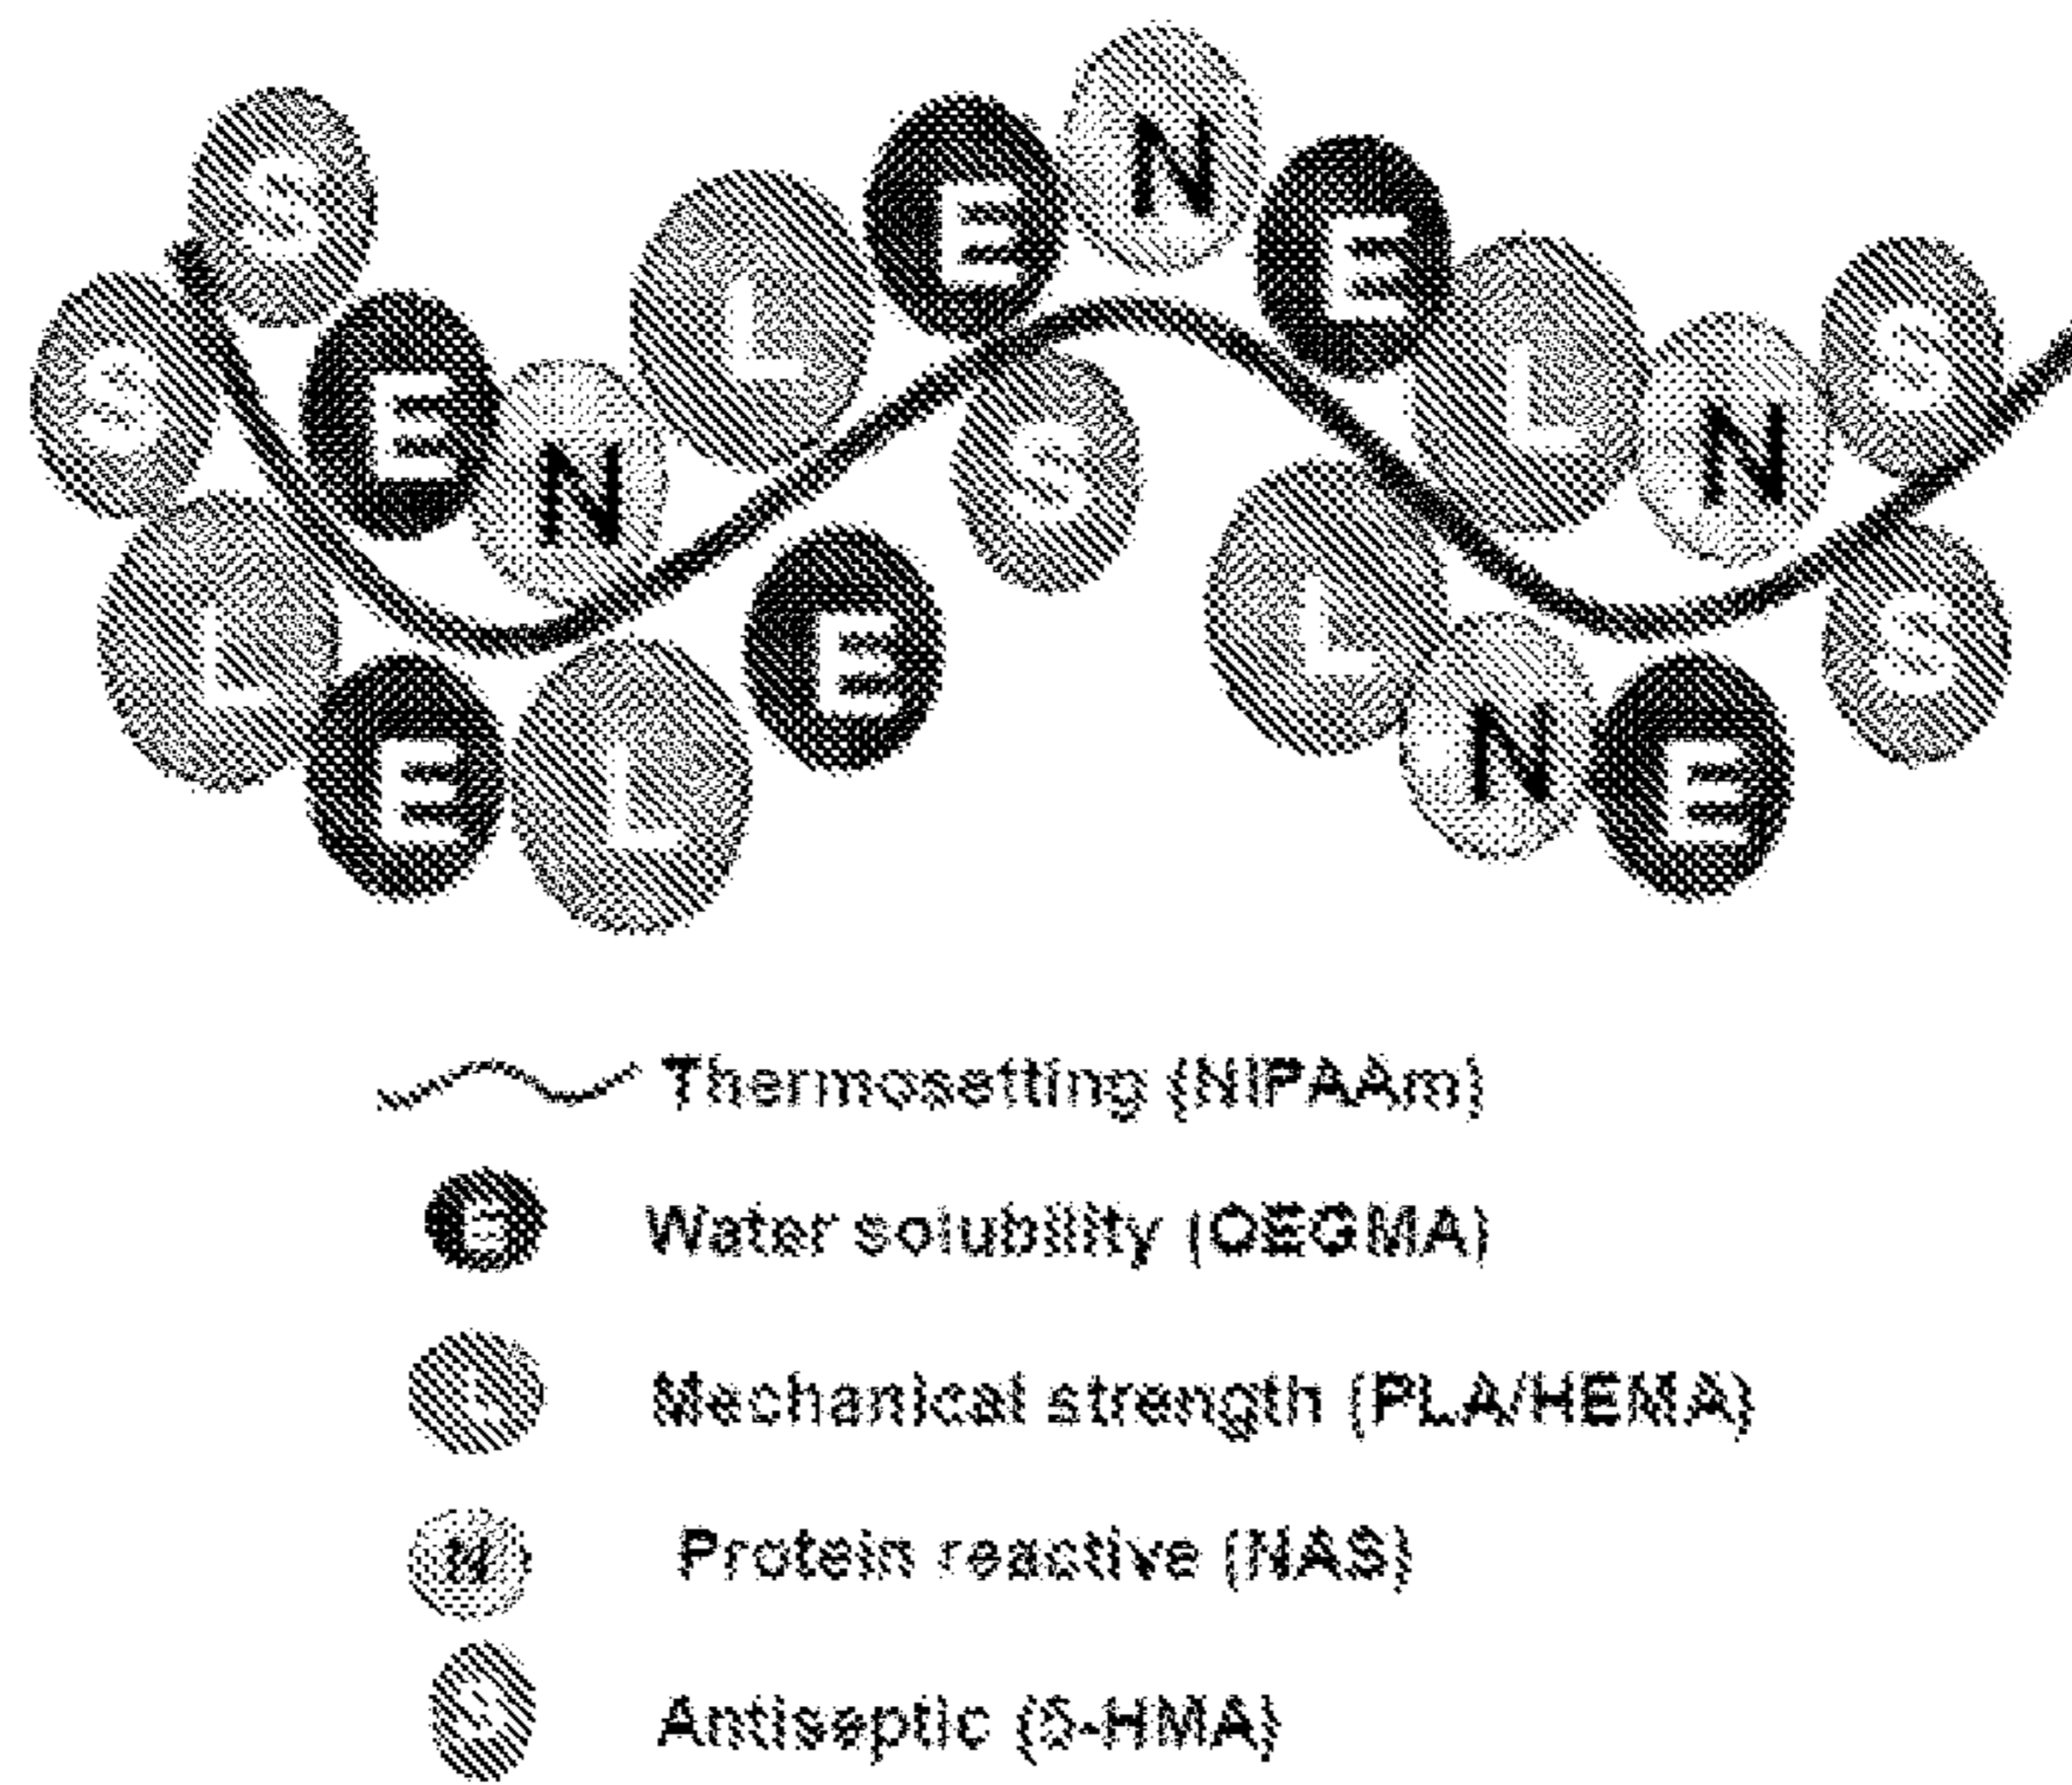 S
S
E
N
L
E
N
E
L
N
S
L
E
L
E
S
L
N
E
S
Thermosetting (NIPAAm)
E Water solubility (OEGMA)
L Mechanical strength (PLA/HEMA)
N Protein reactive (NAS)
S Antiseptic (S-HMA)